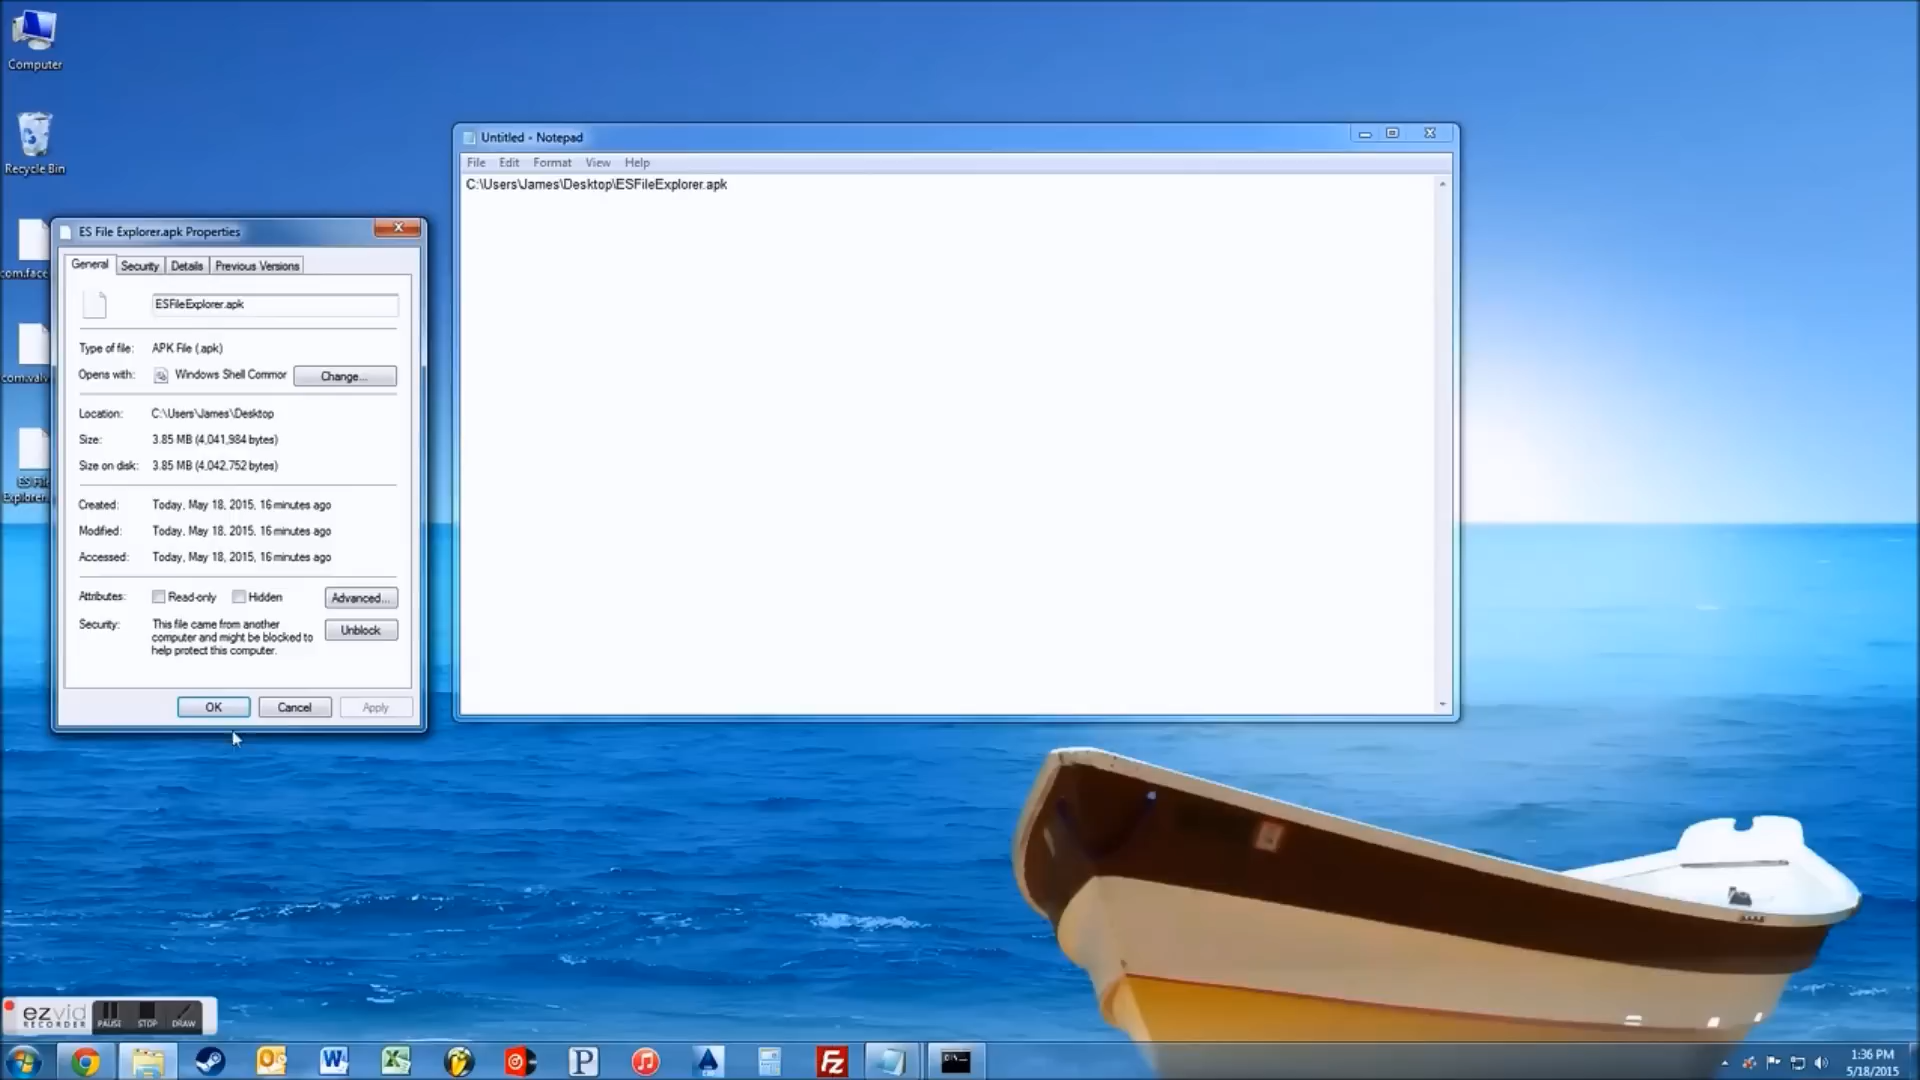 Computer
Recycle Bin
com.face
com.valv
ES File
Explorer.
Untitled - Notepad
File Edit Format View Help
C:\Users\James\Desktop\ESFileExplorer.apk
ES File Explorer.apk Properties
General Security Details Previous Versions
ESFileExplorer.apk
Type of file: APK File (.apk)
Opens with: Windows Shell Commor Change...
Location: C:\Users\James\Desktop
Size: 3.85 MB (4,041,984 bytes)
Size on disk: 3.85 MB (4,042,752 bytes)
Created: Today, May 18, 2015, 16 minutes ago
Modified: Today, May 18, 2015, 16 minutes ago
Accessed: Today, May 18, 2015, 16 minutes ago
Attributes: Read-only Hidden Advanced...
Security: This file came from another
computer and might be blocked to
help protect this computer.
Unblock
OK Cancel Apply
ezvid
RECORDER
PAUSE STOP DRAW
1:36 PM
5/18/2015